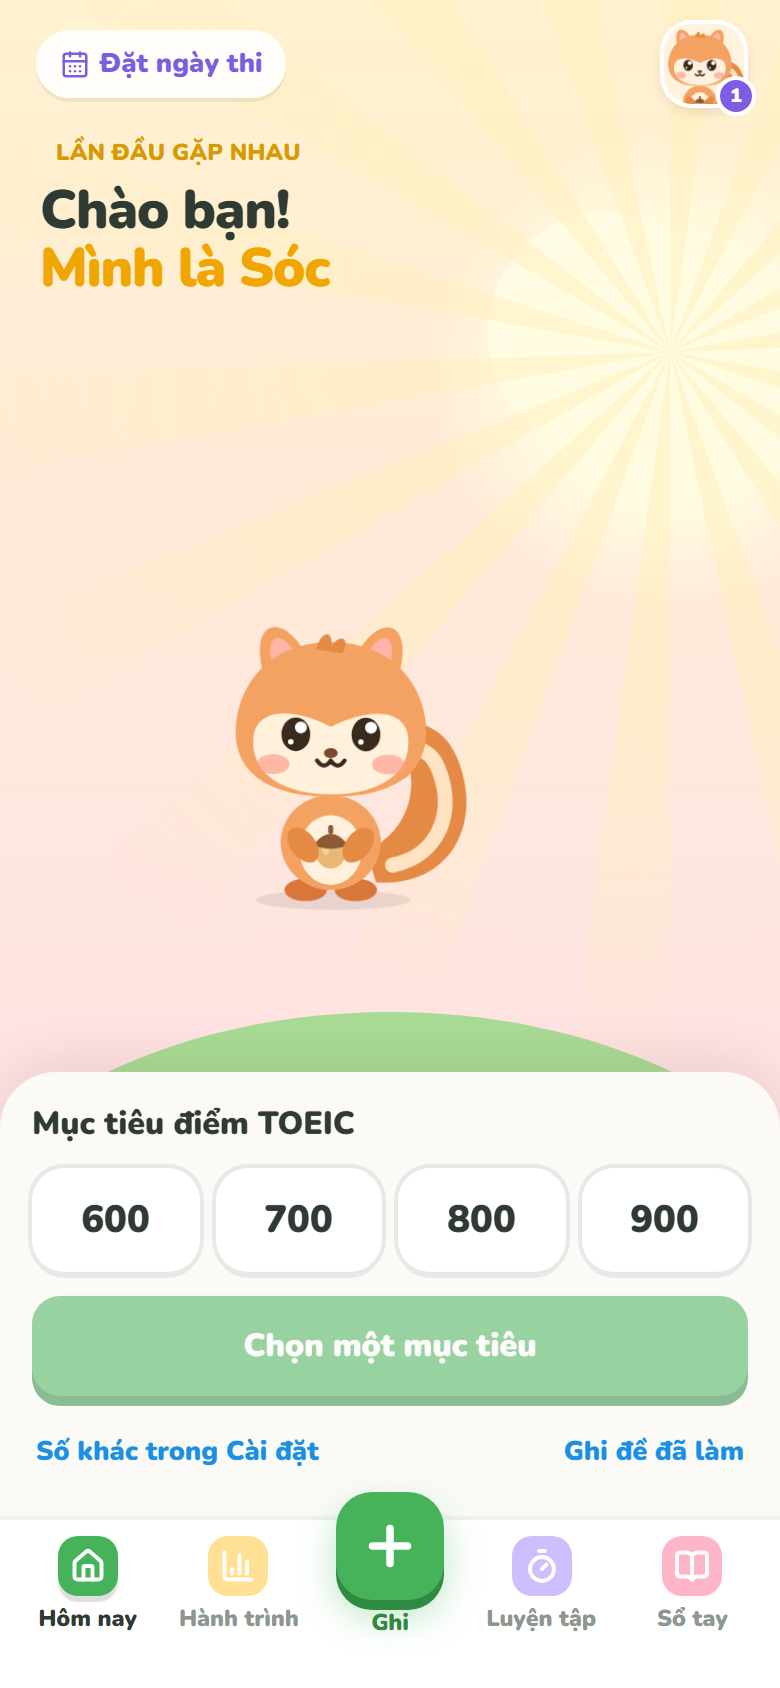 Đặt ngày thi
1
LẦN ĐẦU GẶP NHAU
Chào bạn!
Mình là Sóc
Mục tiêu điểm TOEIC
600 700 800 900
Chọn một mục tiêu
Số khác trong Cài đặt Ghi đề đã làm
Hôm nay Hành trình Ghi Luyện tập Sổ tay